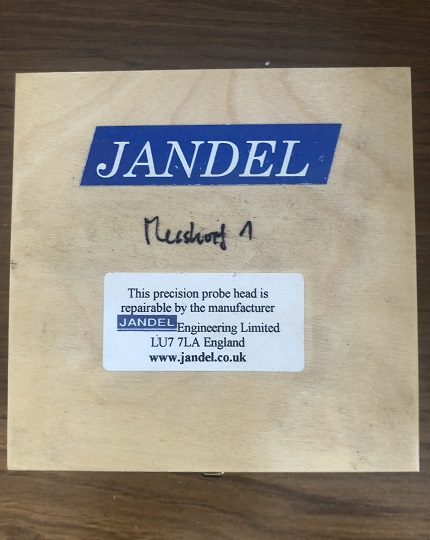 JANDEL
Messkopf 1
This precision probe head is
repairable by the manufacturer
JANDEL Engineering Limited
LU7 7LA England
www.jandel.co.uk